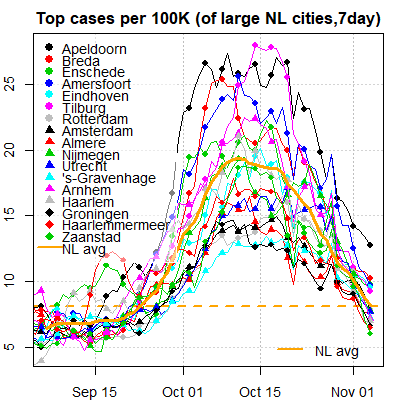 Top cases per 100K (of large NL cities,7day)
Apeldoorn
Breda
Enschede
Amersfoort
Eindhoven
Tilburg
Rotterdam
Amsterdam
Almere
Nijmegen
Utrecht
's-Gravenhage
Arnhem
Haarlem
Groningen
Haarlemmermeer
Zaanstad
NL avg
25
20
15
10
5
NL avg
Sep 15
Oct 01
Oct 15
Nov 01